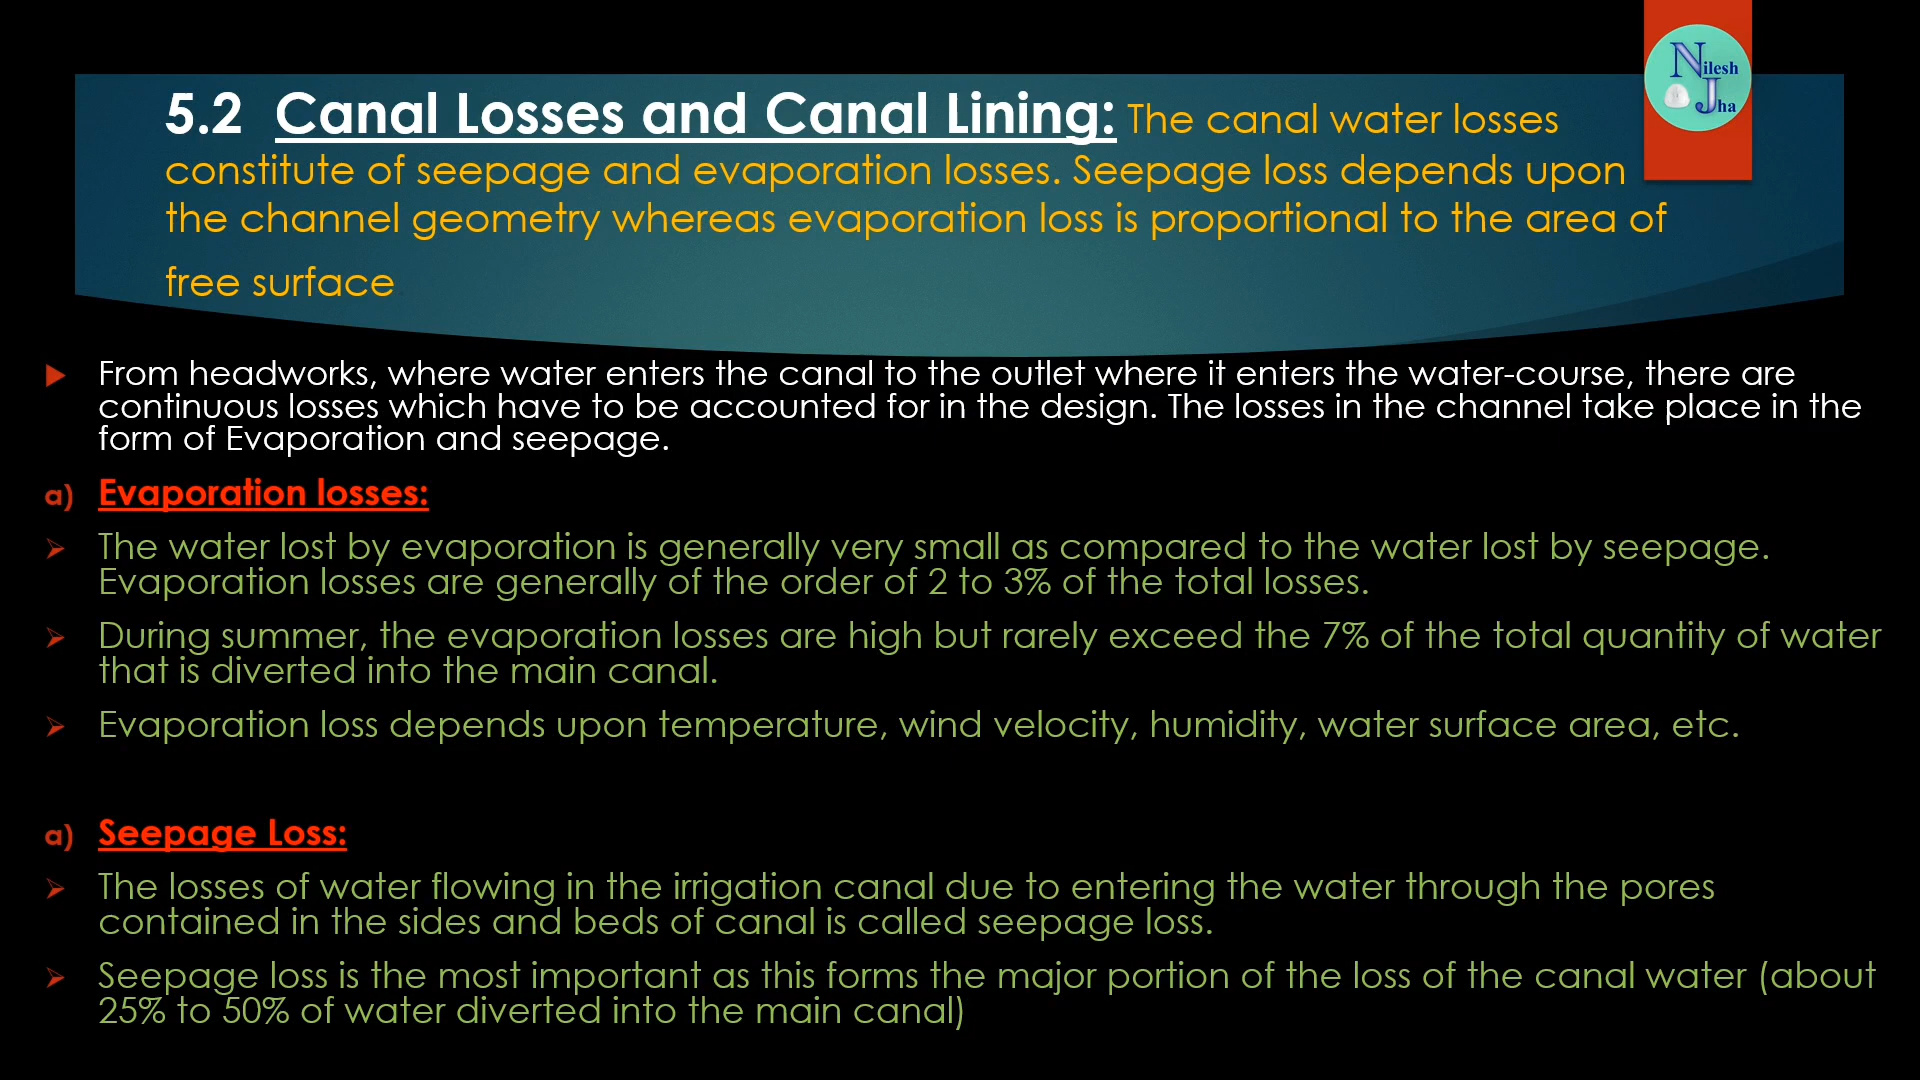 Nilesh
Jha
5.2 Canal Losses and Canal Lining: The canal water losses
constitute of seepage and evaporation losses. Seepage loss depends upon
the channel geometry whereas evaporation loss is proportional to the area of
free surface
From headworks, where water enters the canal to the outlet where it enters the water-course, there are
continuous losses which have to be accounted for in the design. The losses in the channel take place in the
form of Evaporation and seepage.
a) Evaporation losses:
The water lost by evaporation is generally very small as compared to the water lost by seepage.
Evaporation losses are generally of the order of 2 to 3% of the total losses.
During summer, the evaporation losses are high but rarely exceed the 7% of the total quantity of water
that is diverted into the main canal.
Evaporation loss depends upon temperature, wind velocity, humidity, water surface area, etc.
a) Seepage Loss:
The losses of water flowing in the irrigation canal due to entering the water through the pores
contained in the sides and beds of canal is called seepage loss.
Seepage loss is the most important as this forms the major portion of the loss of the canal water (about
25% to 50% of water diverted into the main canal)